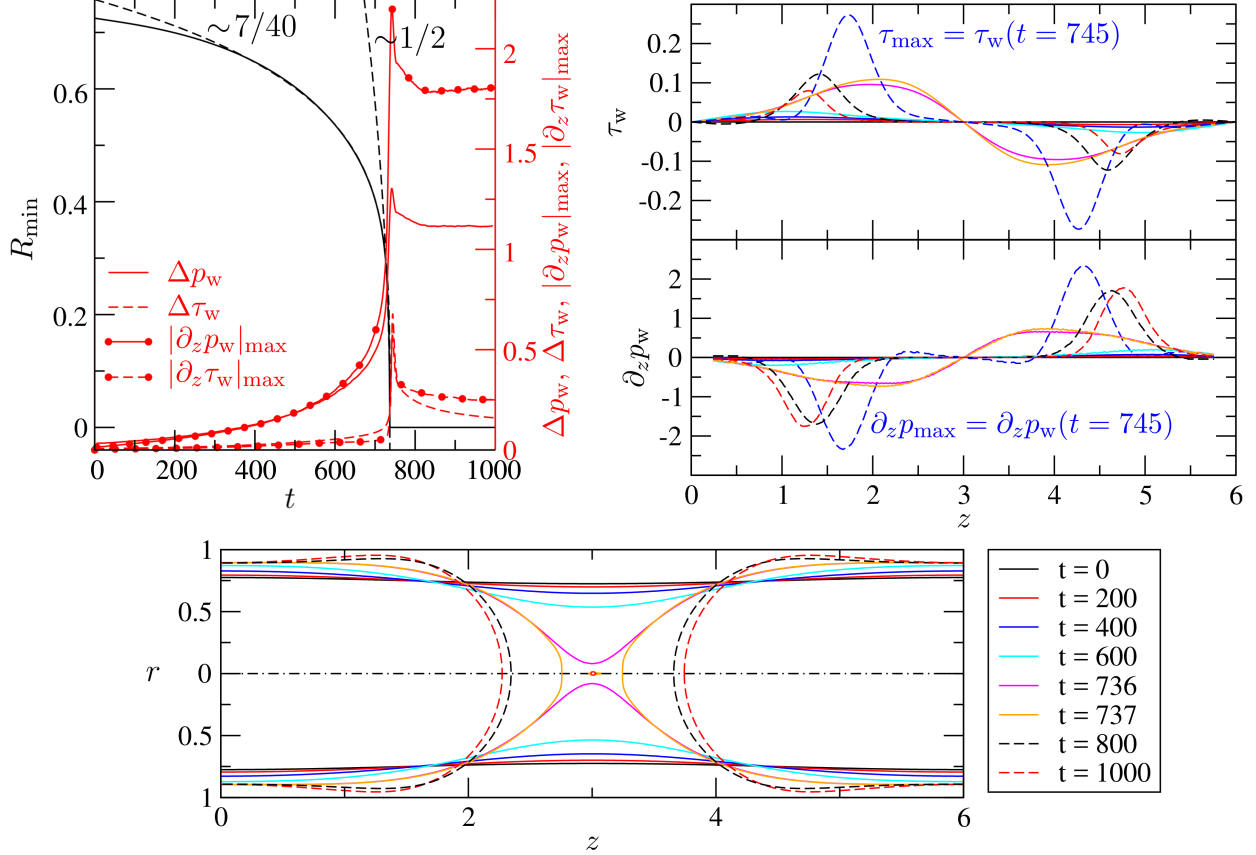 ∼7/40
∼1/2
0.6
0.4
0.2
0
R_min
0 200 400 600 800 1000
t
2
1.5
1
0.5
0
Δp_w, Δτ_w, |∂_z p_w|_max, |∂_z τ_w|_max
Δp_w
Δτ_w
|∂_z p_w|_max
|∂_z τ_w|_max
τ_max = τ_w(t = 745)
0.2
0.1
0
-0.1
-0.2
τ_w
2
1
0
-1
-2
∂_z p_w
∂_z p_max = ∂_z p_w(t = 745)
0 1 2 3 4 5 6
z
1
0.5
0
0.5
1
r
0 2 4 6
z
t = 0
t = 200
t = 400
t = 600
t = 736
t = 737
t = 800
t = 1000